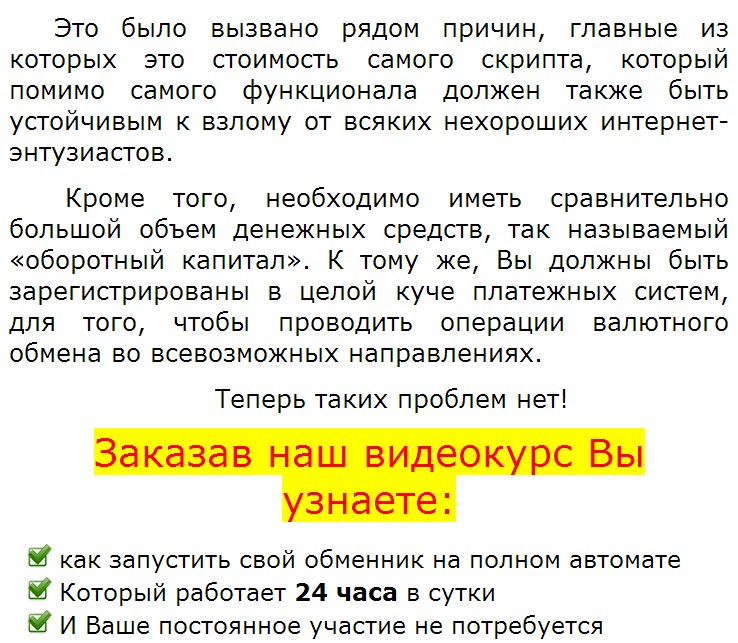 Это было вызвано рядом причин, главные из
которых это стоимость самого скрипта, который
помимо самого функционала должен также быть
устойчивым к взлому от всяких нехороших интернет-
энтузиастов.
Кроме того, необходимо иметь сравнительно
большой объем денежных средств, так называемый
«оборотный капитал». К тому же, Вы должны быть
зарегистрированы в целой куче платежных систем,
для того, чтобы проводить операции валютного
обмена во всевозможных направлениях.
Теперь таких проблем нет!
Заказав наш видеокурс Вы
узнаете:
как запустить свой обменник на полном автомате
Который работает 24 часа в сутки
И Ваше постоянное участие не потребуется